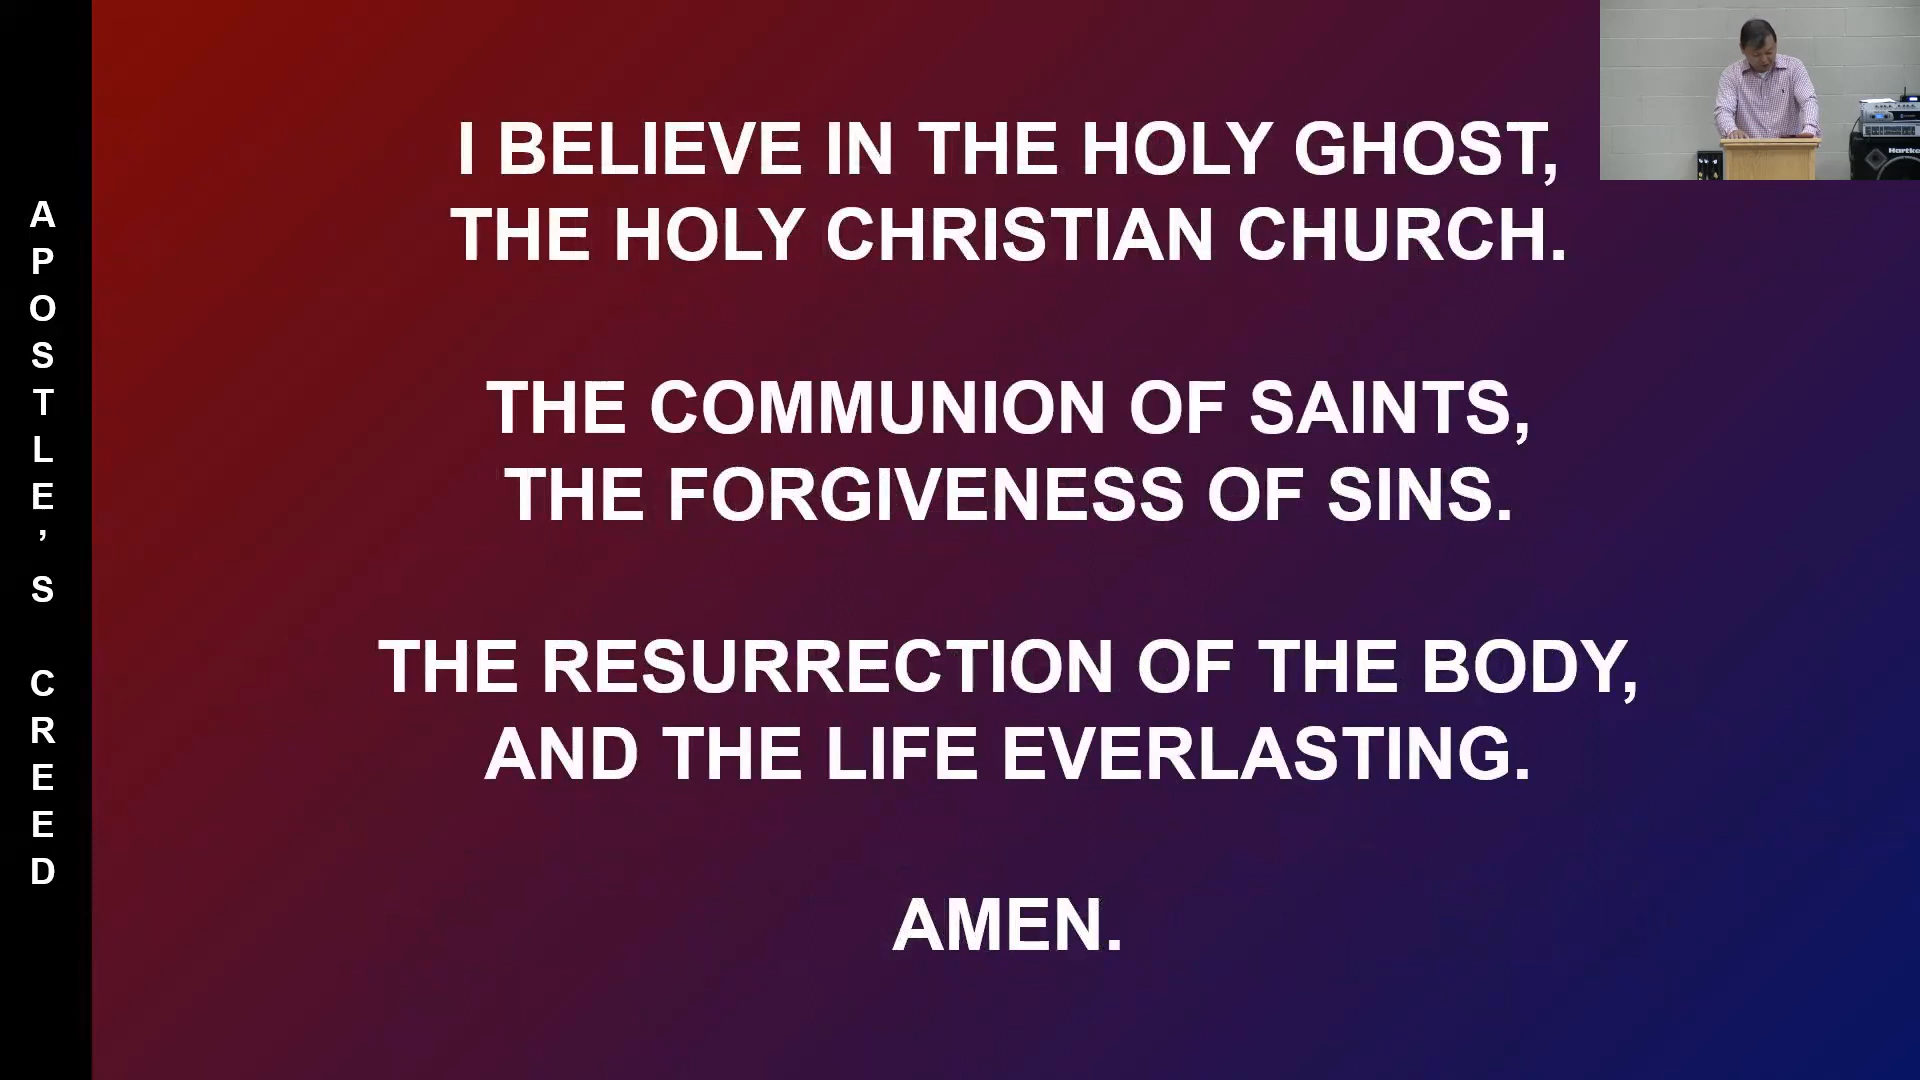 APOSTLE’S CREED
I BELIEVE IN THE HOLY GHOST,
THE HOLY CHRISTIAN CHURCH.
THE COMMUNION OF SAINTS,
THE FORGIVENESS OF SINS.
THE RESURRECTION OF THE BODY,
AND THE LIFE EVERLASTING.
AMEN.